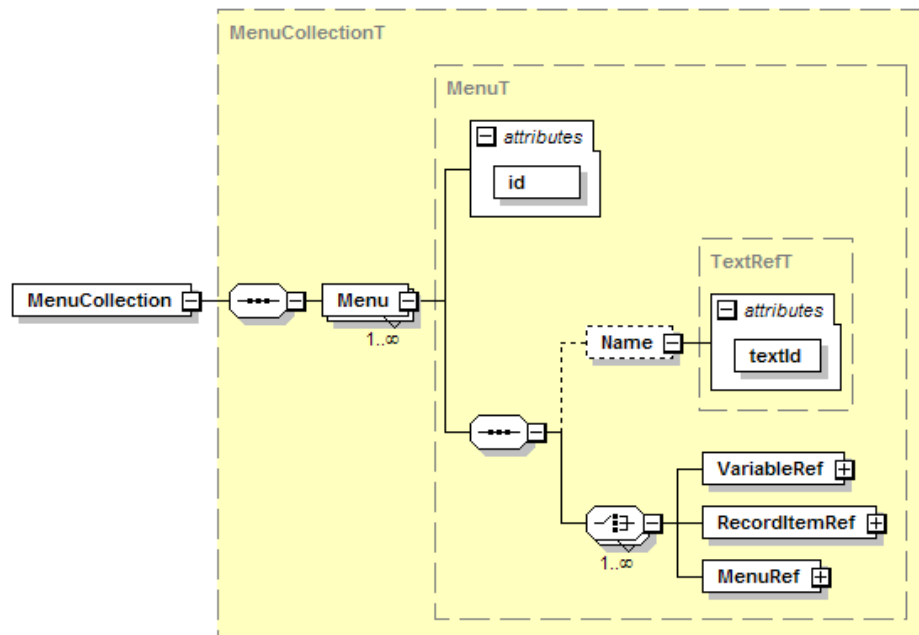 MenuCollectionT
MenuT
attributes
id
TextRefT
attributes
MenuCollection
Menu
1..∞
Name
textId
VariableRef
RecordItemRef
1..∞
MenuRef